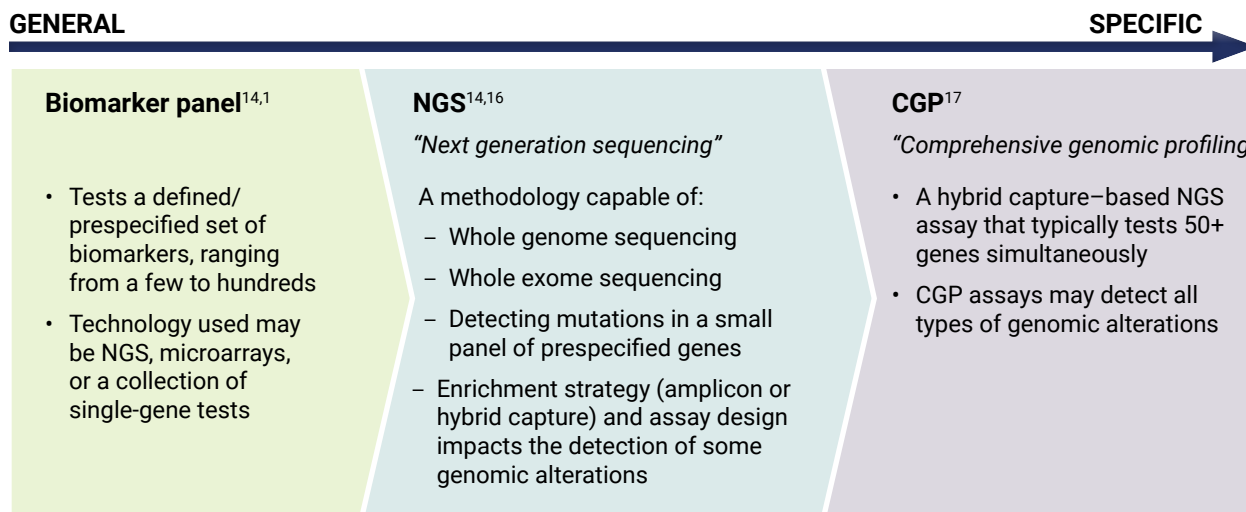 GENERAL
SPECIFIC
Biomarker panel14,1
• Tests a defined/
prespecified set of
biomarkers, ranging
from a few to hundreds
• Technology used may
be NGS, microarrays,
or a collection of
single-gene tests
NGS14,16
“Next generation sequencing”
A methodology capable of:
– Whole genome sequencing
– Whole exome sequencing
– Detecting mutations in a small
panel of prespecified genes
– Enrichment strategy (amplicon or
hybrid capture) and assay design
impacts the detection of some
genomic alterations
CGP17
“Comprehensive genomic profiling
• A hybrid capture–based NGS
assay that typically tests 50+
genes simultaneously
• CGP assays may detect all
types of genomic alterations